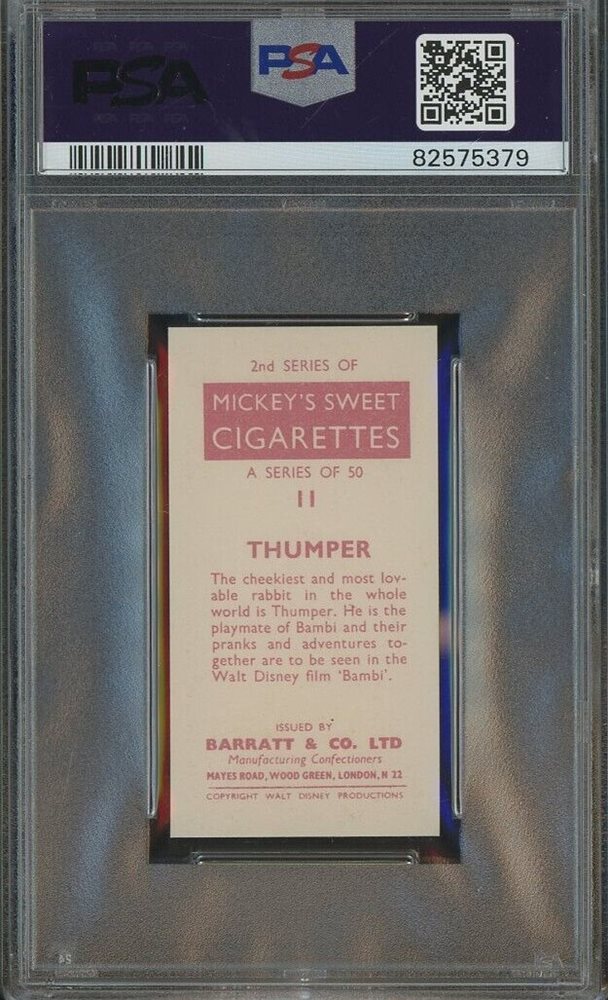 PSA
PSA
82575379
2nd SERIES OF
MICKEY'S SWEET
CIGARETTES
A SERIES OF 50
11
THUMPER
The cheekiest and most lov-
able rabbit in the whole
world is Thumper. He is the
playmate of Bambi and their
pranks and adventures to-
gether are to be seen in the
Walt Disney film 'Bambi'.
ISSUED BY
BARRATT & CO. LTD
Manufacturing Confectioners
MAYES ROAD, WOOD GREEN, LONDON, N 22
COPYRIGHT WALT DISNEY PRODUCTIONS